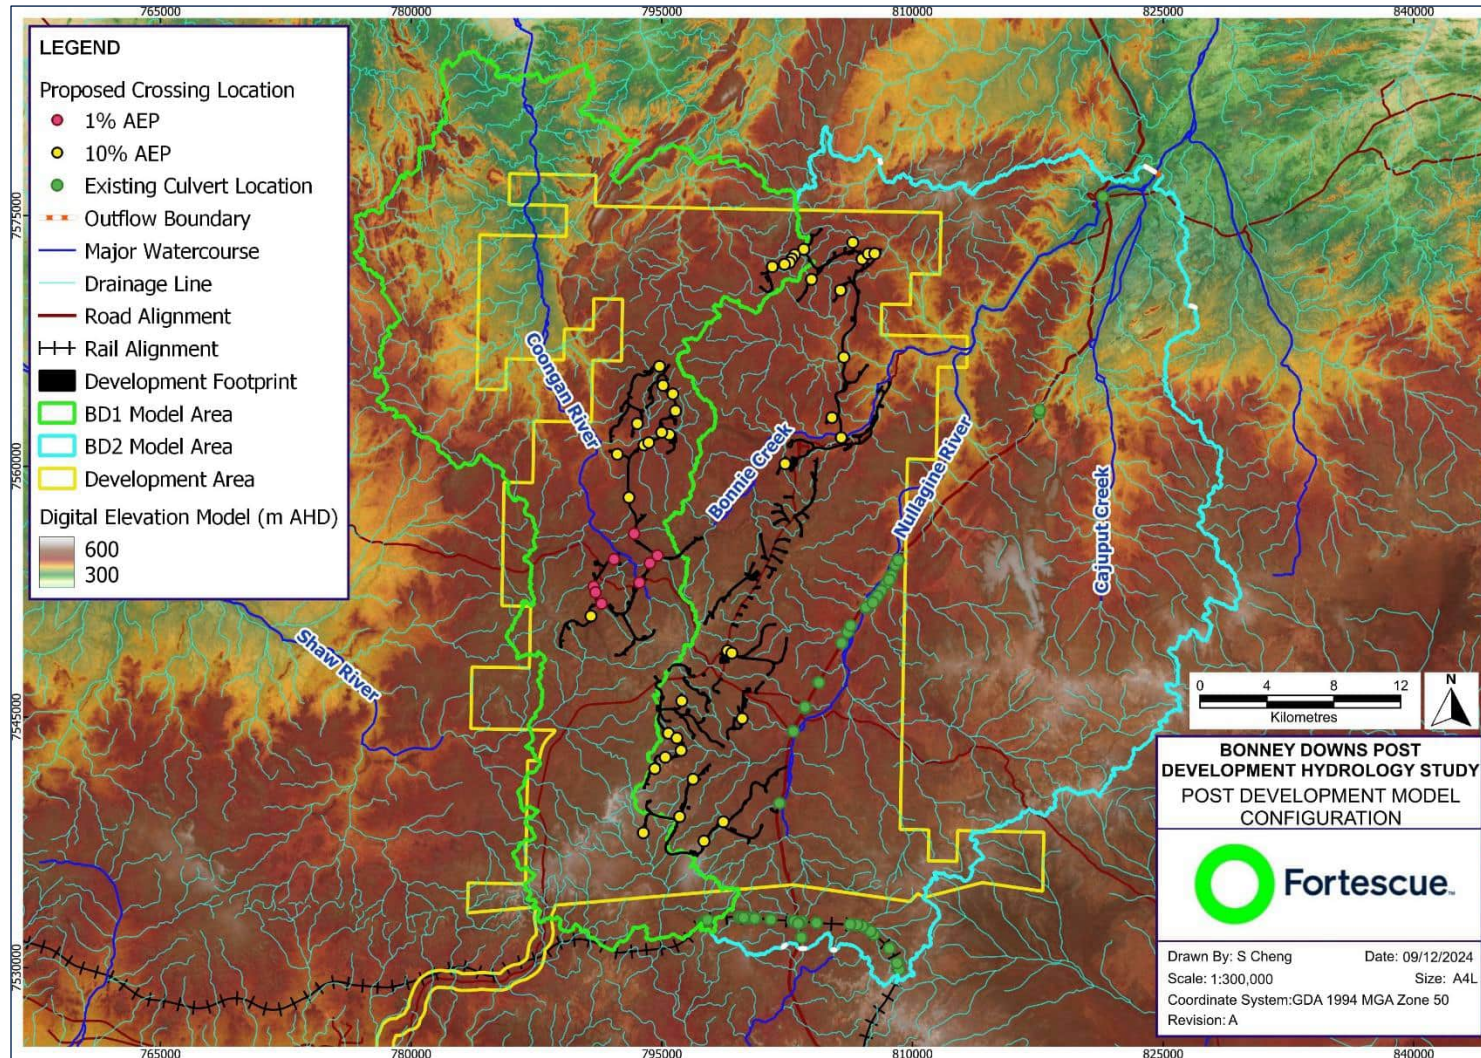 765000
780000
795000
810000
825000
840000
LEGEND
Proposed Crossing Location
1% AEP
10% AEP
Existing Culvert Location
Outflow Boundary
Major Watercourse
Drainage Line
Road Alignment
Rail Alignment
Development Footprint
BD1 Model Area
BD2 Model Area
Development Area
Digital Elevation Model (m AHD)
600
300
7575000
7560000
7545000
7530000
Coongan River
Bonnie Creek
Nullagine River
Cajuput Creek
Shaw River
0 4 8 12
Kilometres
N
BONNEY DOWNS POST
DEVELOPMENT HYDROLOGY STUDY
POST DEVELOPMENT MODEL
CONFIGURATION
Fortescue™
Drawn By: S Cheng Date: 09/12/2024
Scale: 1:300,000 Size: A4L
Coordinate System:GDA 1994 MGA Zone 50
Revision: A
765000
780000
795000
810000
825000
840000